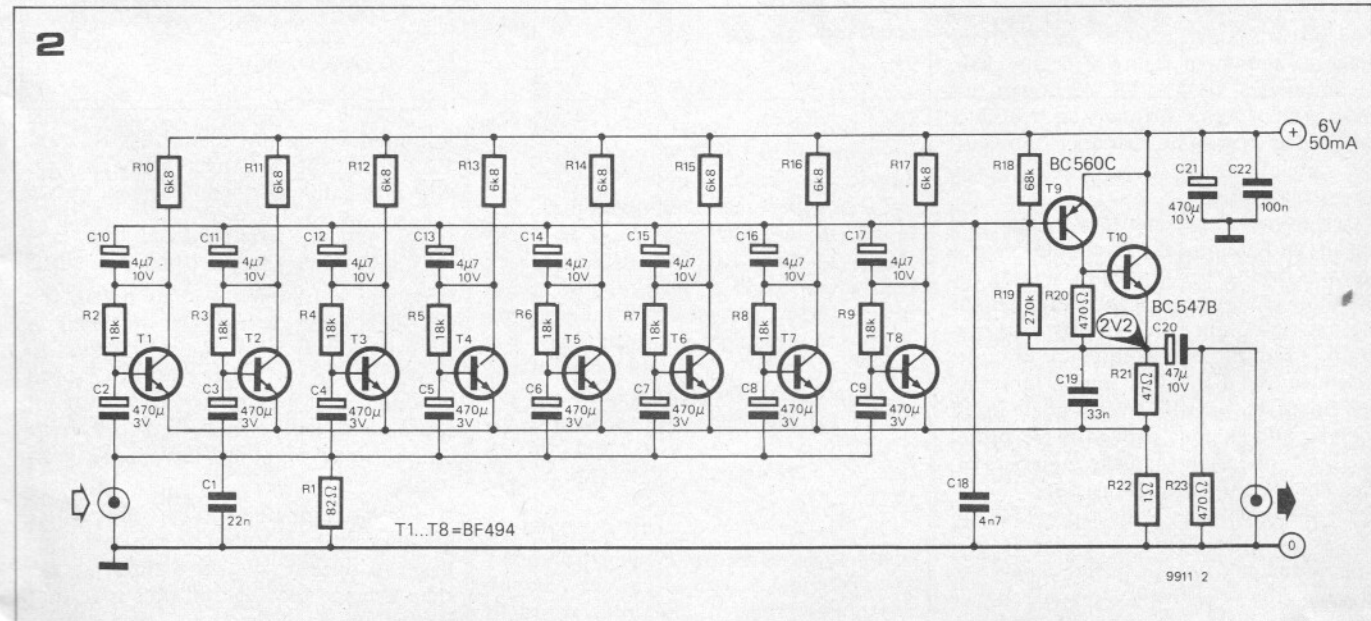 2
6V
50mA
R10 6k8
R11 6k8
R12 6k8
R13 6k8
R14 6k8
R15 6k8
R16 6k8
R17 6k8
R18 68k
BC 560C
T9
C21
470µ
10V
C22
100n
C10
4µ7
10V
C11
4µ7
10V
C12
4µ7
10V
C13
4µ7
10V
C14
4µ7
10V
C15
4µ7
10V
C16
4µ7
10V
C17
4µ7
10V
T10
BC 547B
R2 18k
R3 18k
R4 18k
R5 18k
R6 18k
R7 18k
R8 18k
R9 18k
R19 270k
R20 470Ω
2V2
C20
47µ
10V
T1
T2
T3
T4
T5
T6
T7
T8
C2
470µ
3V
C3
470µ
3V
C4
470µ
3V
C5
470µ
3V
C6
470µ
3V
C7
470µ
3V
C8
470µ
3V
C9
470µ
3V
C19
33n
R21 47Ω
C1
22n
R1 82Ω
T1...T8=BF494
C18
4n7
R22 1Ω
R23 470Ω
0
9911 2